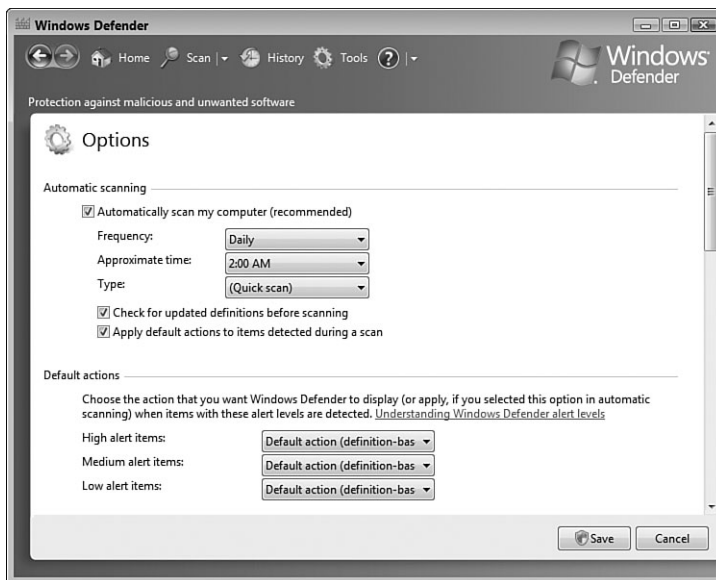 Windows Defender
Home Scan History Tools ?
Windows
Defender
Protection against malicious and unwanted software
Options
Automatic scanning
Automatically scan my computer (recommended)
Frequency: Daily
Approximate time: 2:00 AM
Type: (Quick scan)
Check for updated definitions before scanning
Apply default actions to items detected during a scan
Default actions
Choose the action that you want Windows Defender to display (or apply, if you selected this option in automatic
scanning) when items with these alert levels are detected. Understanding Windows Defender alert levels
High alert items: Default action (definition-bas
Medium alert items: Default action (definition-bas
Low alert items: Default action (definition-bas
Save Cancel